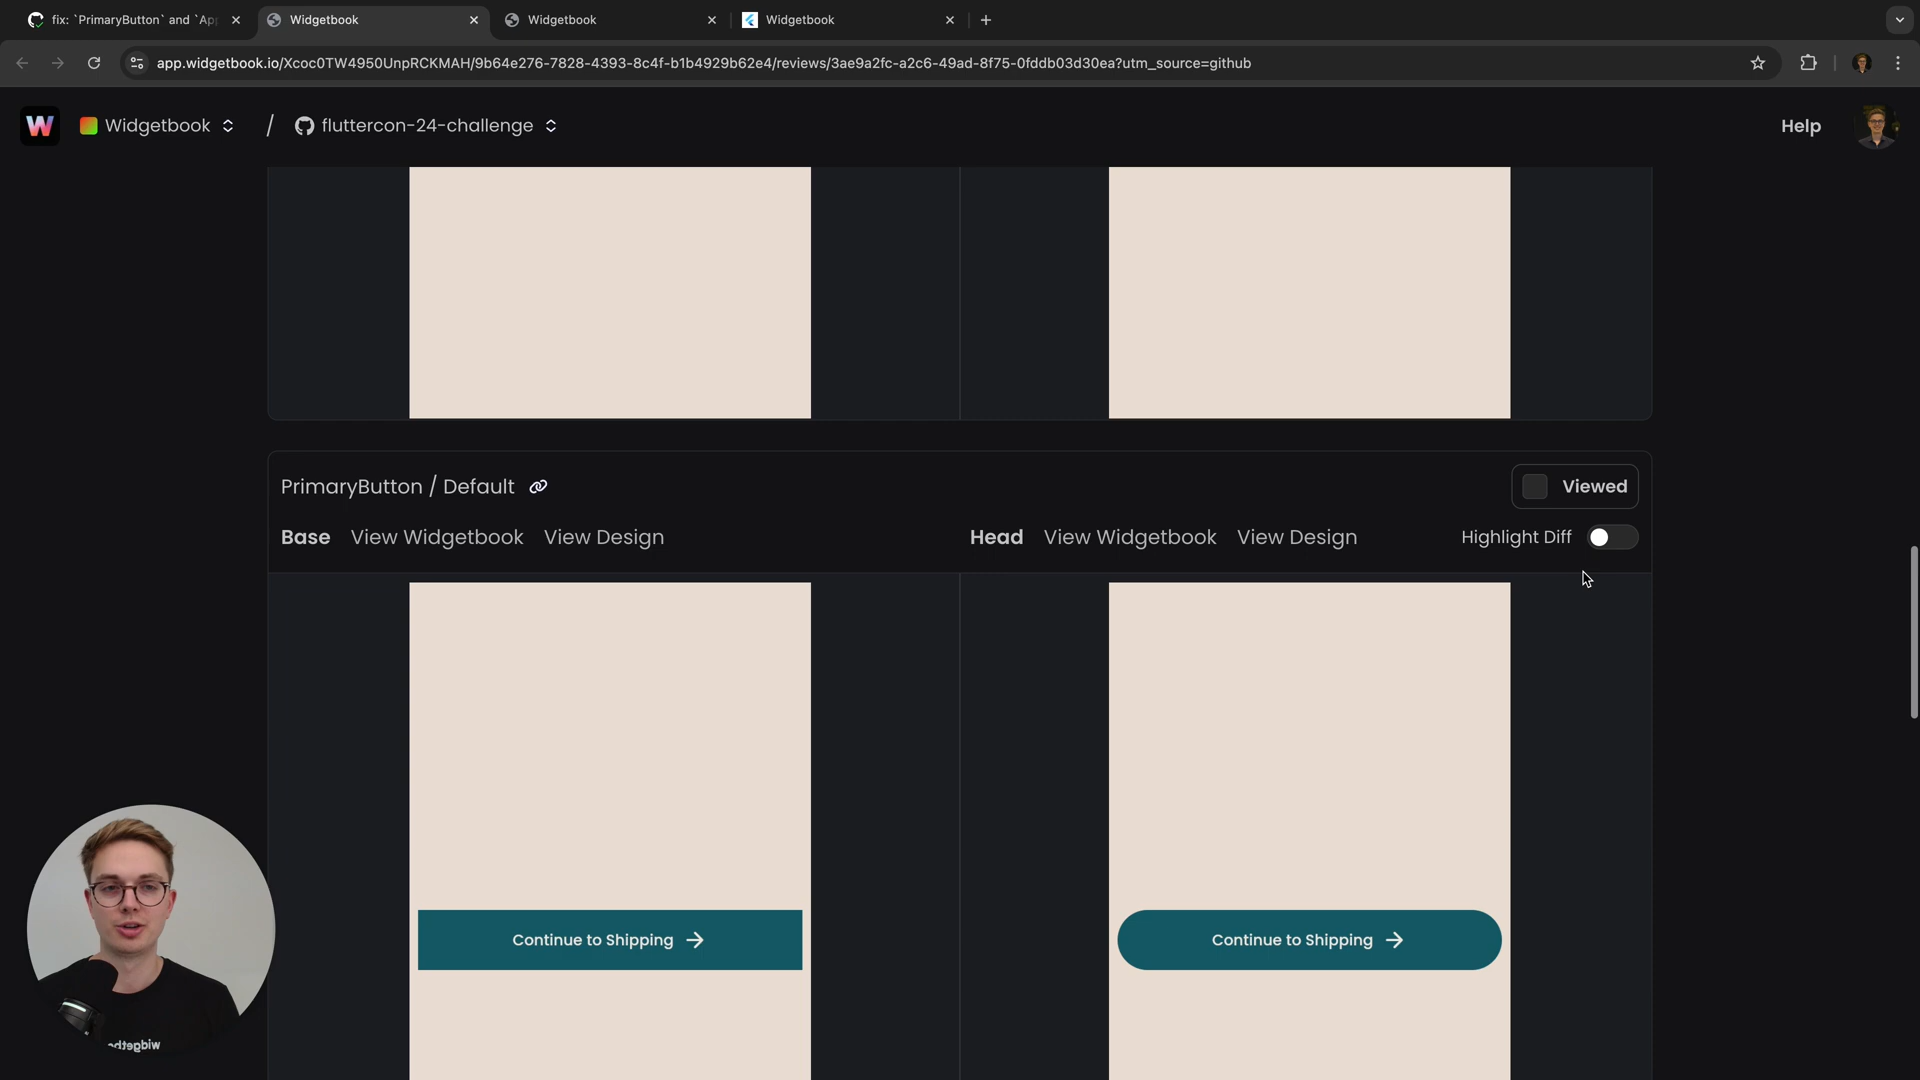 fix: `PrimaryButton` and `Ap
Widgetbook
Widgetbook
Widgetbook
app.widgetbook.io/Xcoc0TW4950UnpRCKMAH/9b64e276-7828-4393-8c4f-b1b4929b62e4/reviews/3ae9a2fc-a2c6-49ad-8f75-0fddb03d30ea?utm_source=github
W Widgetbook / fluttercon-24-challenge Help
PrimaryButton / Default Viewed
Base View Widgetbook View Design Head View Widgetbook View Design Highlight Diff
Continue to Shipping Continue to Shipping